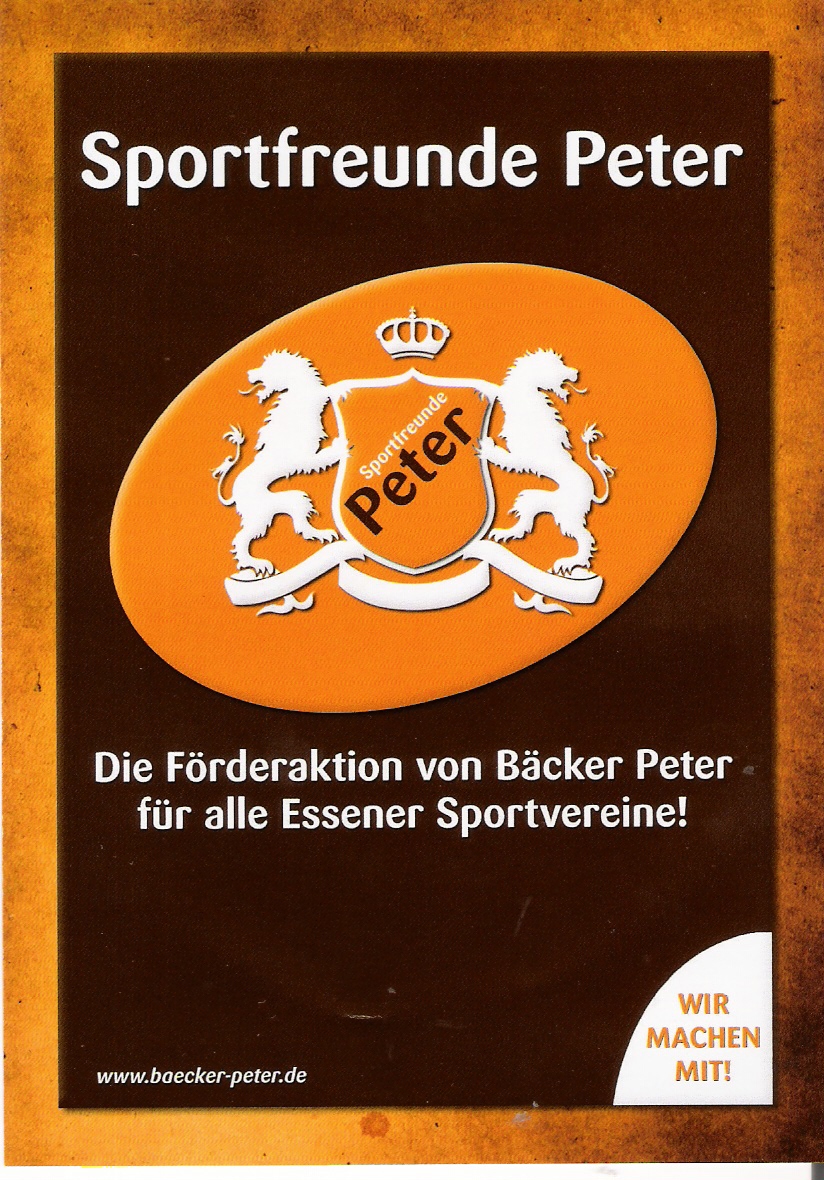 Sportfreunde Peter
Sportfreunde
Peter
Die Förderaktion von Bäcker Peter
für alle Essener Sportvereine!
www.baecker-peter.de
WIR
MACHEN
MIT!